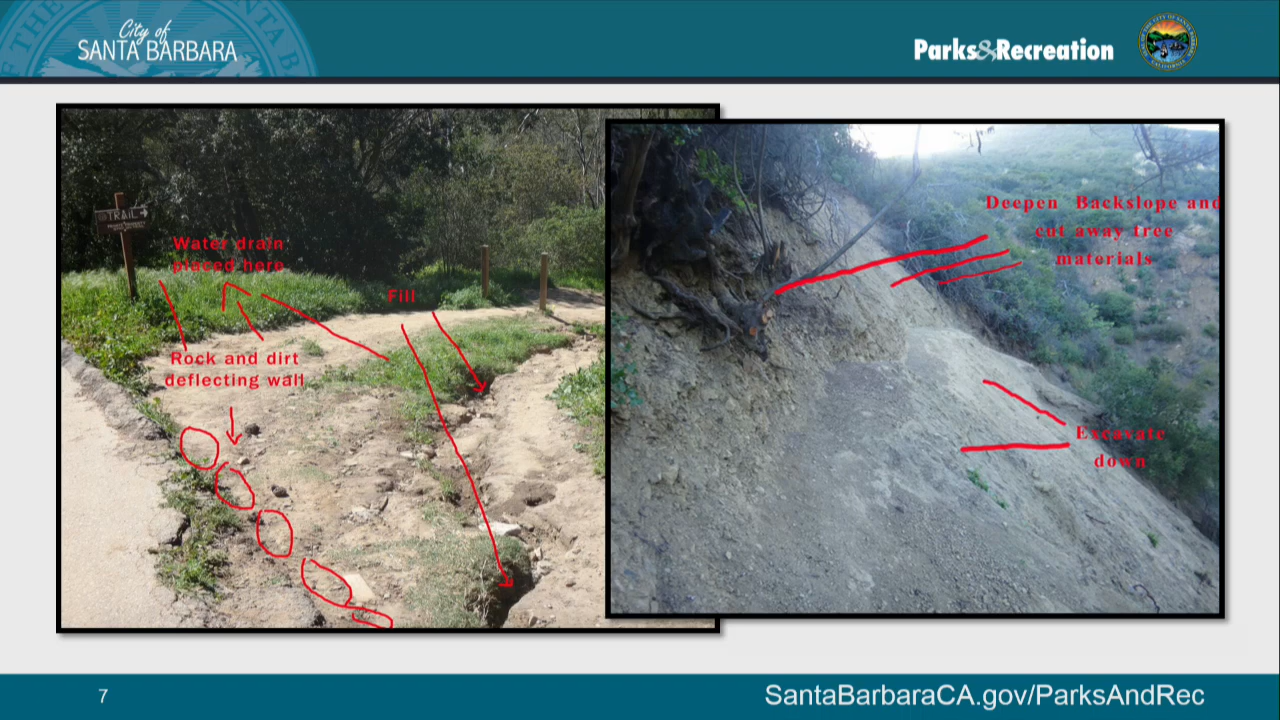 City of
SANTA BARBARA
Parks&Recreation
TRAIL
Water drain
placed here
Fill
Rock and dirt
deflecting wall
Deepen Backslope and
cut away tree
materials
Excavate
down
7
SantaBarbaraCA.gov/ParksAndRec